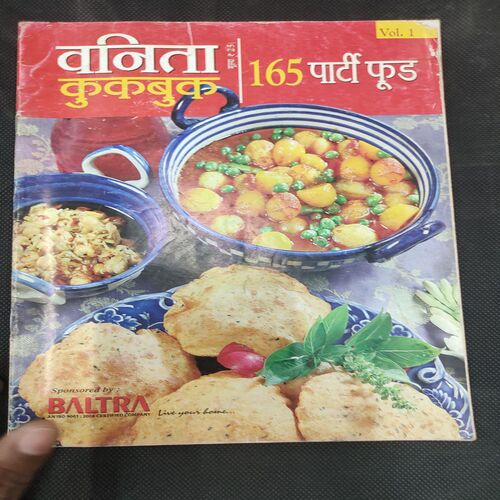 वनिता
कुकबुक
मूल्य ₹ 25
165 पार्टी फूड
Vol. 1
Sponsored by :
BALTRA
AN ISO 9001 : 2008 CERTIFIED COMPANY
Live your home...